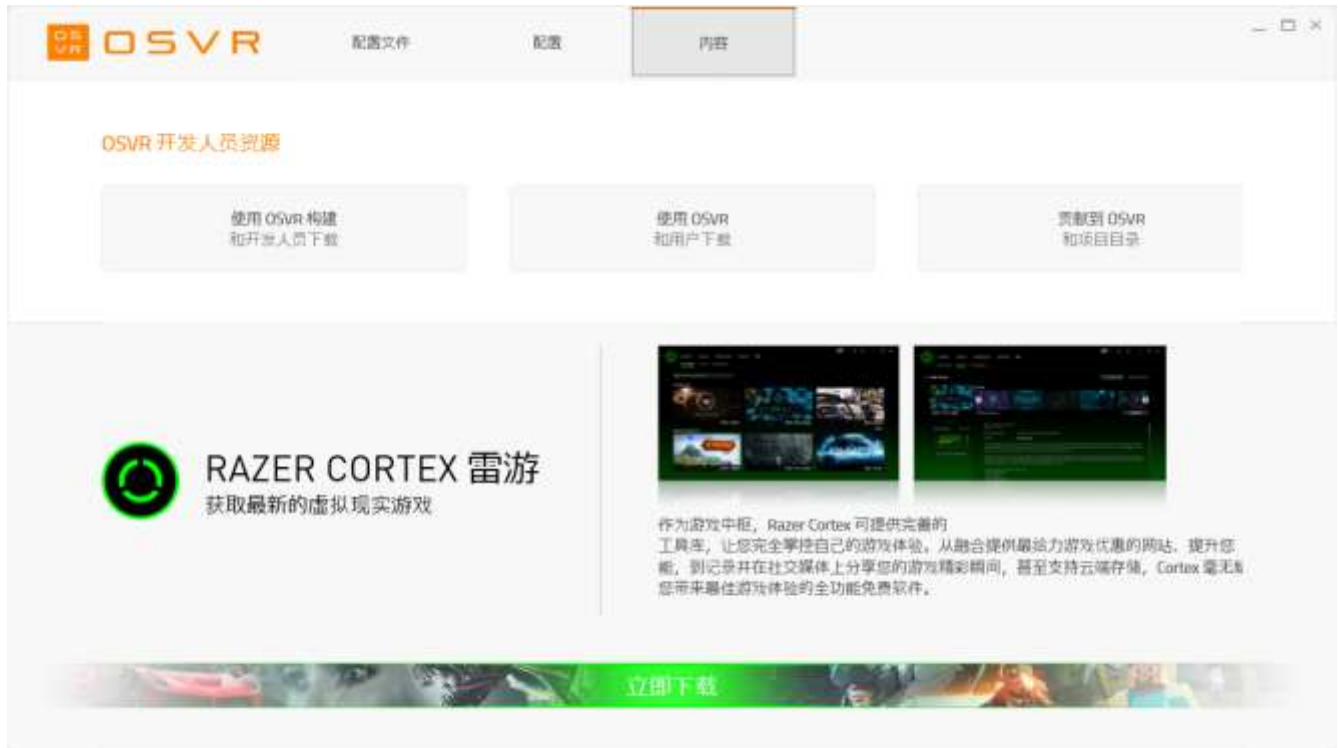 OSVR
OSVR
配置文件
配置
内容
OSVR 开发人员资源
使用 OSVR 构建
和开发人员下载
使用 OSVR
和用户下载
贡献到 OSVR
和项目目录
RAZER CORTEX 雷游
获取最新的虚拟现实游戏
作为游戏中枢，Razer Cortex 可提供完善的
工具库，让您完全掌控自己的游戏体验。从融合提供最给力游戏优惠的网站、提升您
能，到记录并在社交媒体上分享您的游戏精彩瞬间，甚至支持云端存储，Cortex 毫无
您带来最佳游戏体验的全功能免费软件。
立即下载